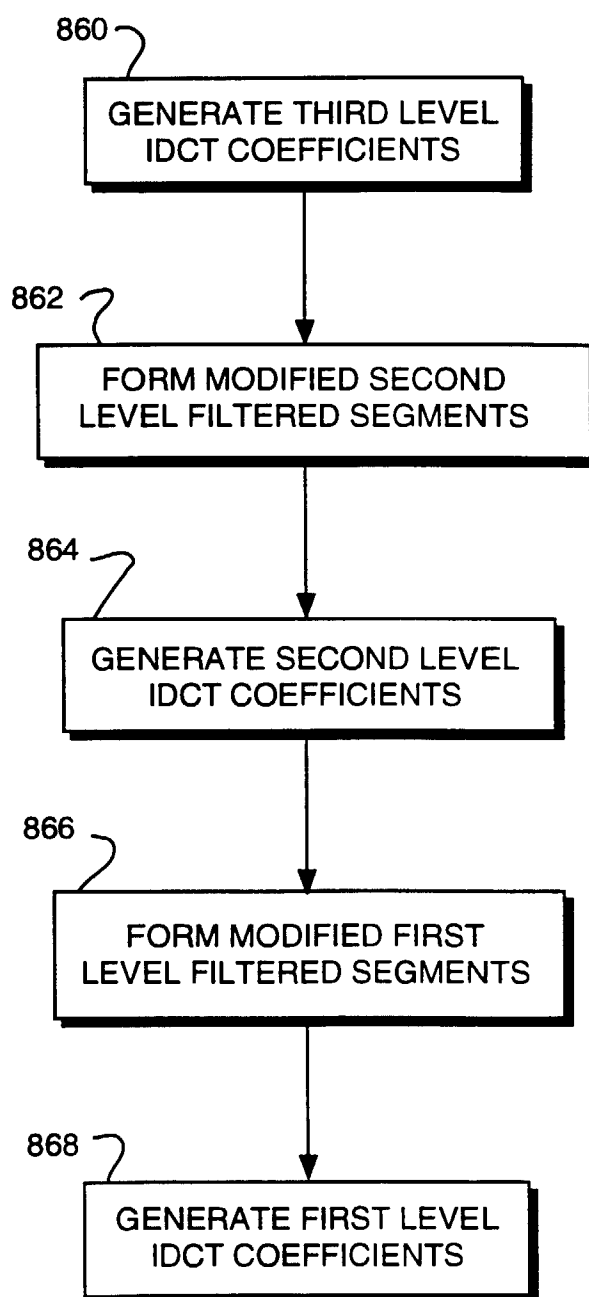 860
GENERATE THIRD LEVEL
IDCT COEFFICIENTS
862
FORM MODIFIED SECOND
LEVEL FILTERED SEGMENTS
864
GENERATE SECOND LEVEL
IDCT COEFFICIENTS
866
FORM MODIFIED FIRST
LEVEL FILTERED SEGMENTS
868
GENERATE FIRST LEVEL
IDCT COEFFICIENTS